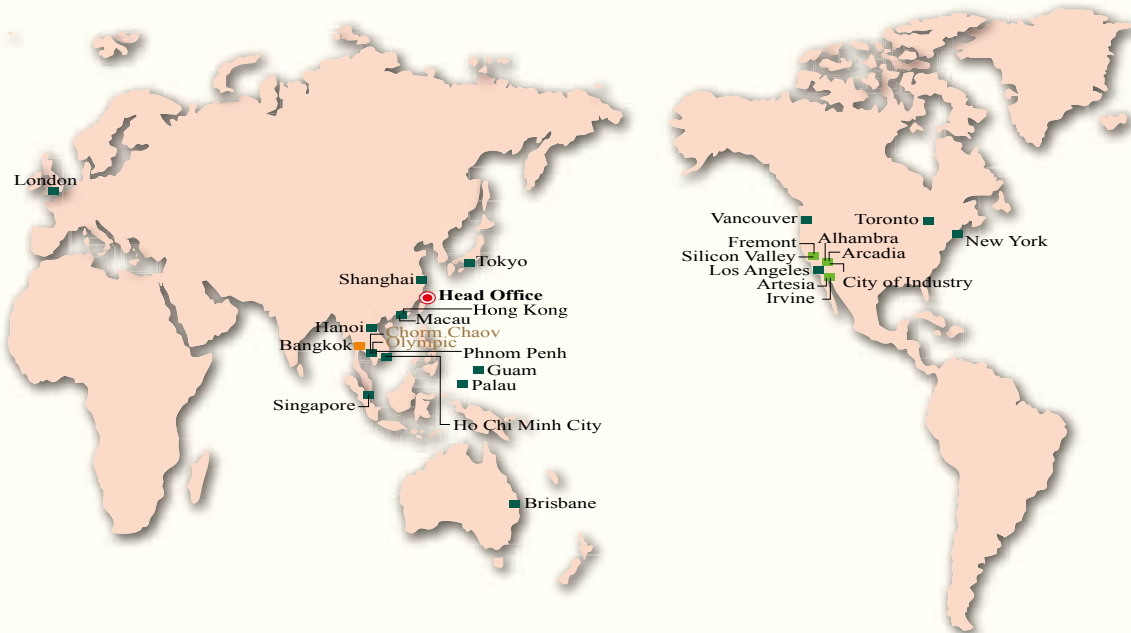 London
Tokyo
Shanghai
Head Office
Hong Kong
Macau
Hanoi
Chorm Chaov
Olympic
Bangkok
Phnom Penh
Guam
Palau
Singapore
Ho Chi Minh City
Brisbane
Vancouver
Toronto
New York
Fremont
Alhambra
Silicon Valley
Arcadia
Los Angeles
City of Industry
Artesia
Irvine